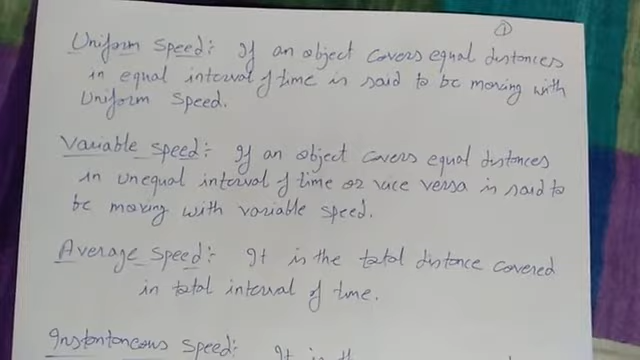 ①
Uniform Speed: If an object covers equal distances
in equal interval of time is said to be moving with
Uniform Speed.
Variable speed: If an object covers equal distances
in unequal interval of time or vice versa is said to
be moving with variable speed.
Average speed: It is the total distance covered
in total interval of time.
Instantaneous speed: It is the